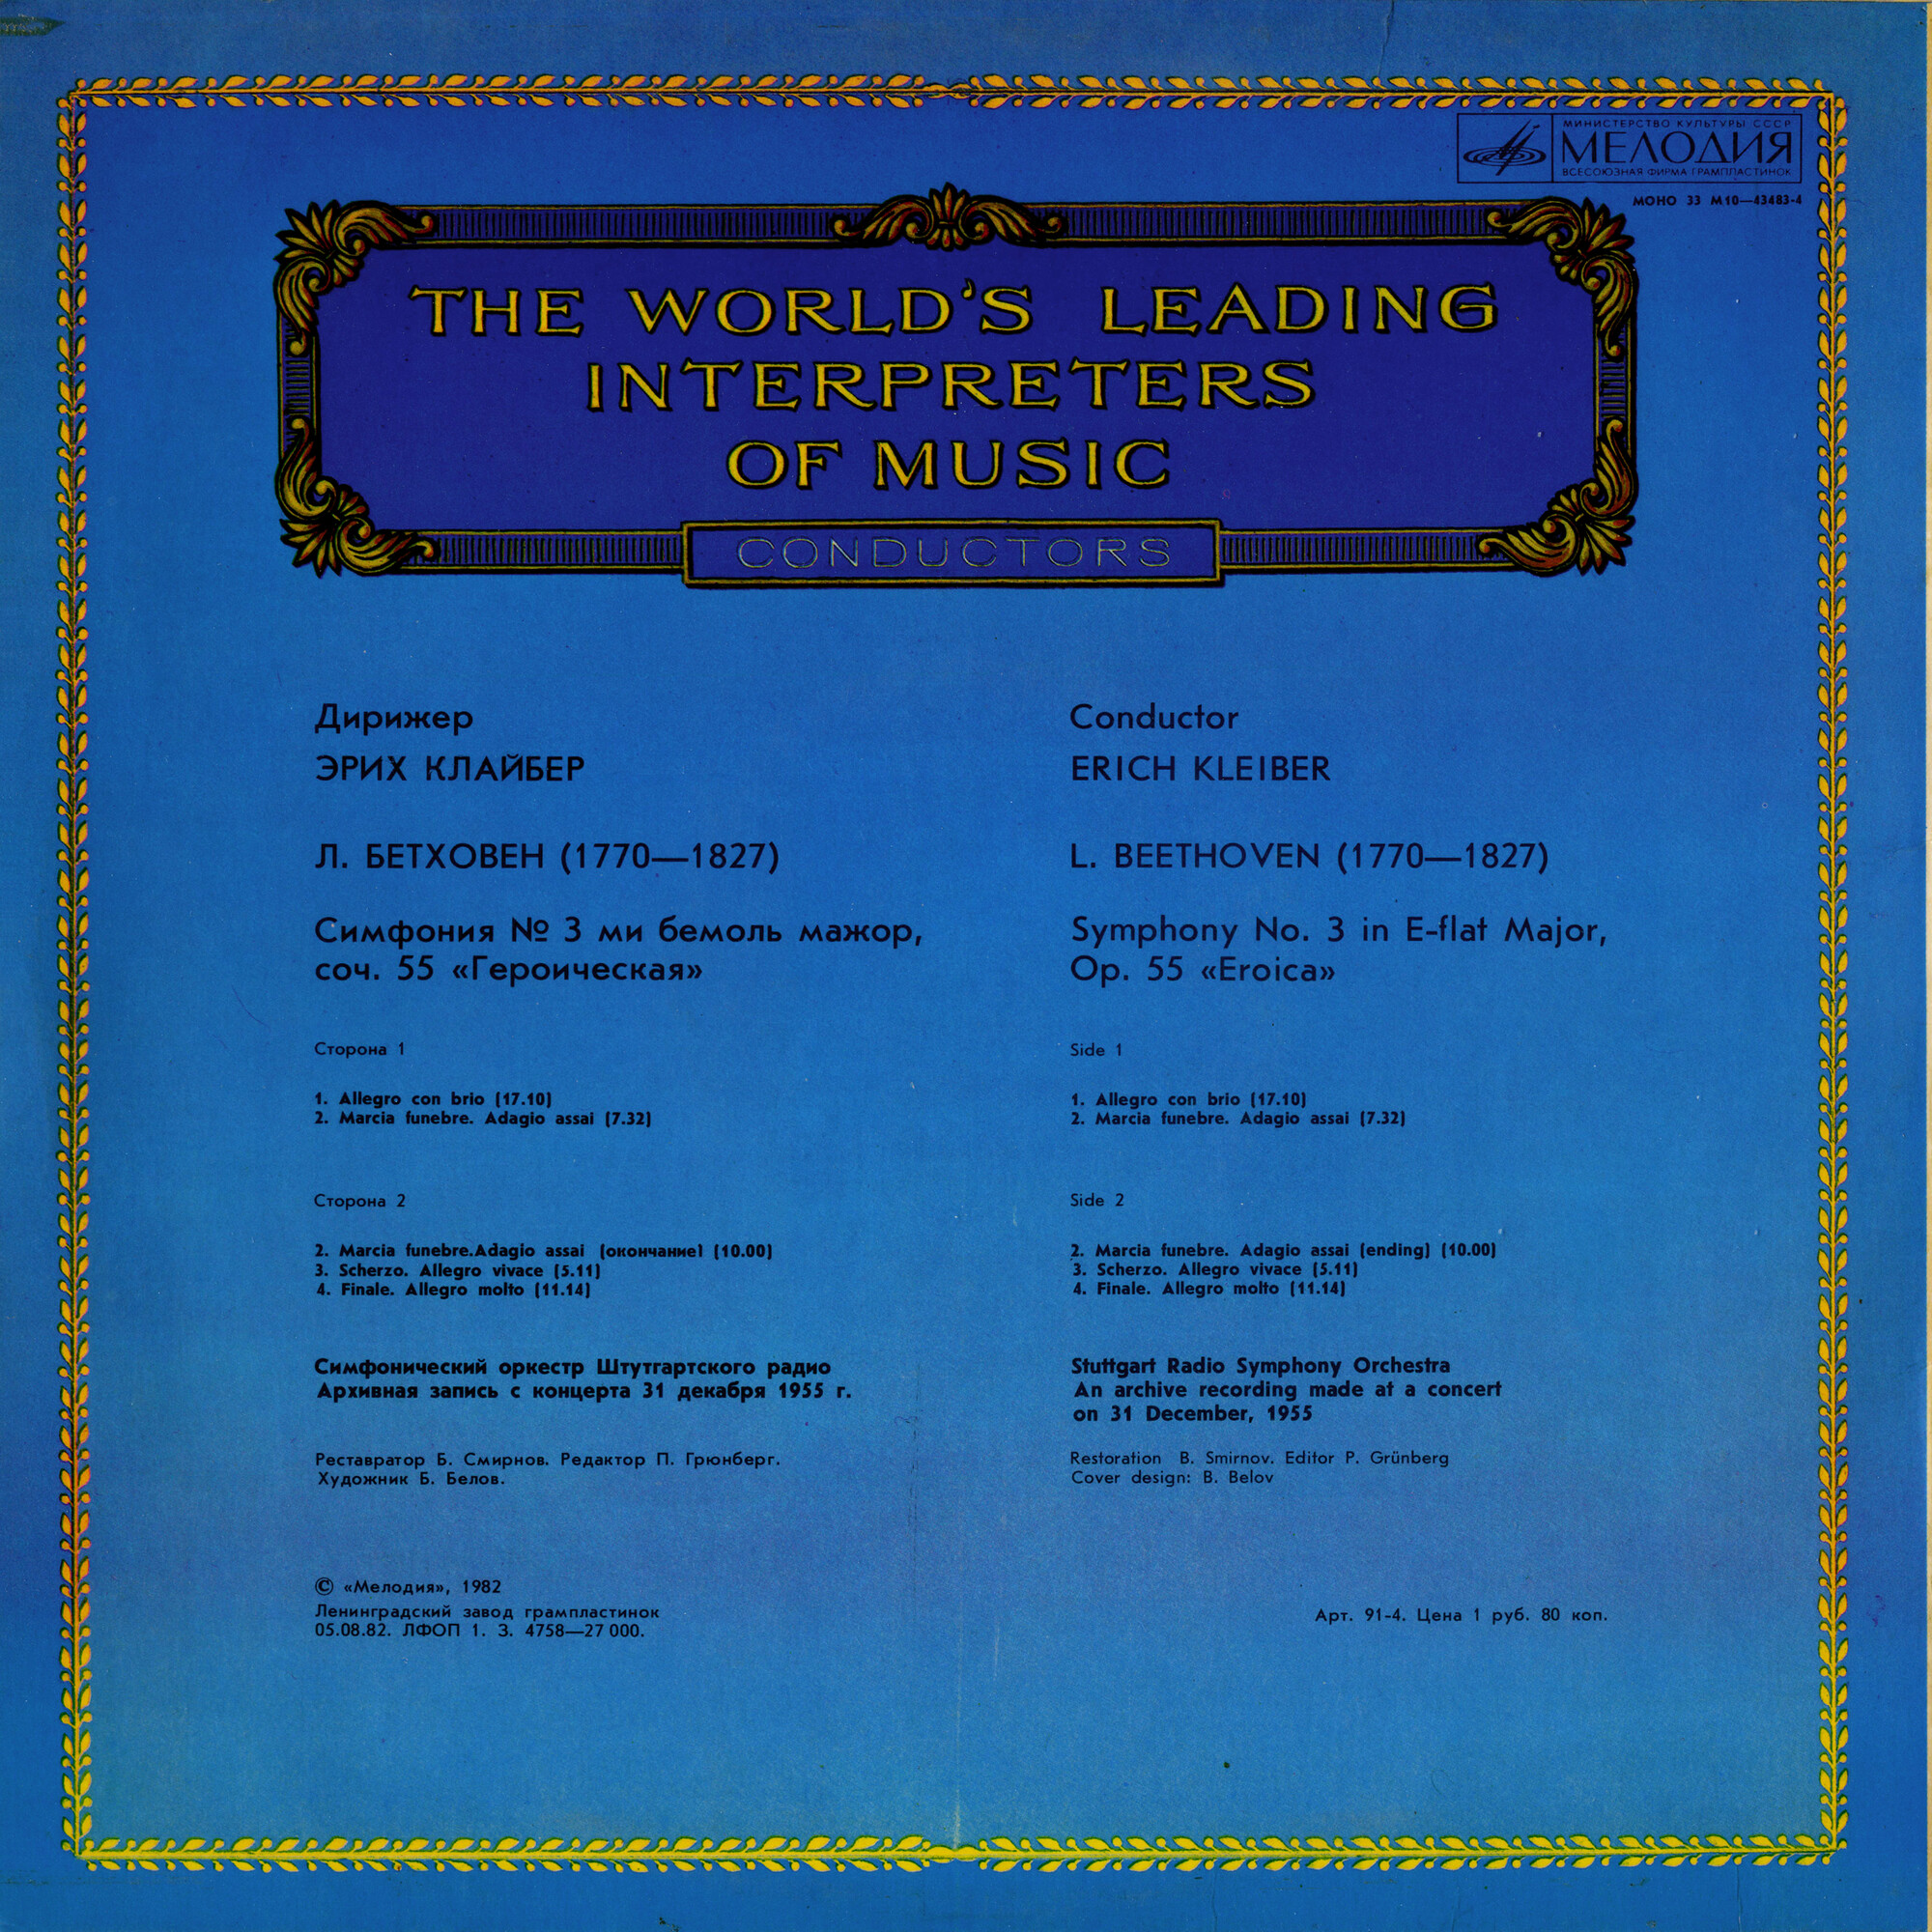 МИНИСТЕРСТВО КУЛЬТУРЫ СССР
МЕЛОДИЯ
ВСЕСОЮЗНАЯ ФИРМА ГРАМПЛАСТИНОК
МОНО 33 М10—43483-4
THE WORLD'S LEADING
INTERPRETERS
OF MUSIC
CONDUCTORS
Дирижер
ЭРИХ КЛАЙБЕР
Л. БЕТХОВЕН (1770—1827)
Симфония № 3 ми бемоль мажор,
соч. 55 «Героическая»
Сторона 1
1. Allegro con brio (17.10)
2. Marcia funebre. Adagio assai (7.32)
Сторона 2
2. Marcia funebre.Adagio assai (окончание) (10.00)
3. Scherzo. Allegro vivace (5.11)
4. Finale. Allegro molto (11.14)
Симфонический оркестр Штутгартского радио
Архивная запись с концерта 31 декабря 1955 г.
Реставратор Б. Смирнов. Редактор П. Грюнберг.
Художник Б. Белов.
© «Мелодия», 1982
Ленинградский завод грампластинок
05.08.82. ЛФОП 1. З. 4758—27 000.
Conductor
ERICH KLEIBER
L. BEETHOVEN (1770—1827)
Symphony No. 3 in E-flat Major,
Op. 55 «Eroica»
Side 1
1. Allegro con brio (17.10)
2. Marcia funebre. Adagio assai (7.32)
Side 2
2. Marcia funebre. Adagio assai (ending) (10.00)
3. Scherzo. Allegro vivace (5.11)
4. Finale. Allegro molto (11.14)
Stuttgart Radio Symphony Orchestra
An archive recording made at a concert
on 31 December, 1955
Restoration B. Smirnov. Editor P. Grünberg
Cover design: B. Belov
Арт. 91-4. Цена 1 руб. 80 коп.